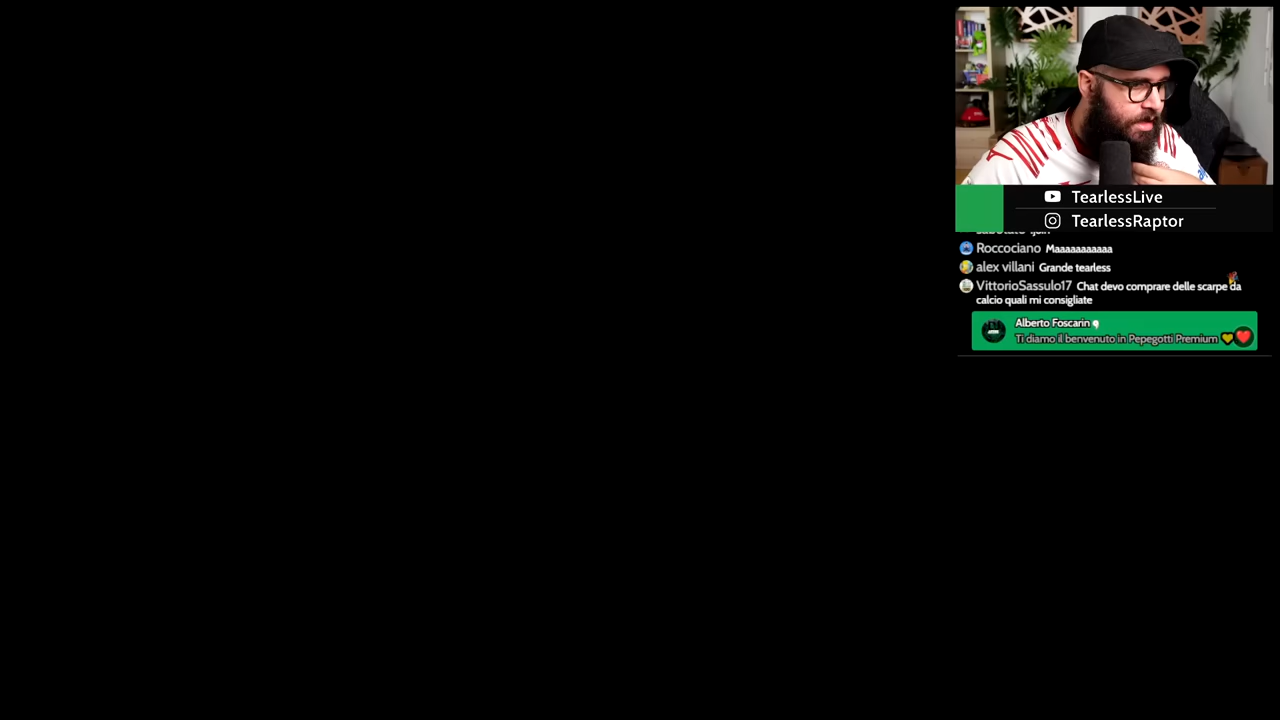 TearlessLive
TearlessRaptor
Roccociano Maaaaaaaaaaa
alex villani Grande tearless
VittorioSassulo17 Chat devo comprare delle scarpe da
calcio quali mi consigliate
Alberto Foscarin
Ti diamo il benvenuto in Pepegotti Premium